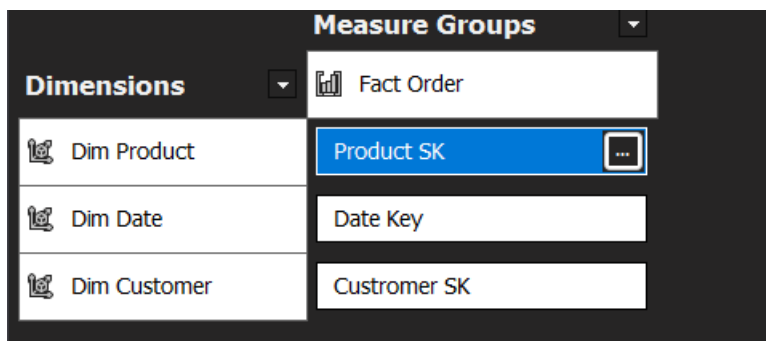 Measure Groups
Dimensions
Fact Order
Dim Product
Product SK
...
Dim Date
Date Key
Dim Customer
Custromer SK